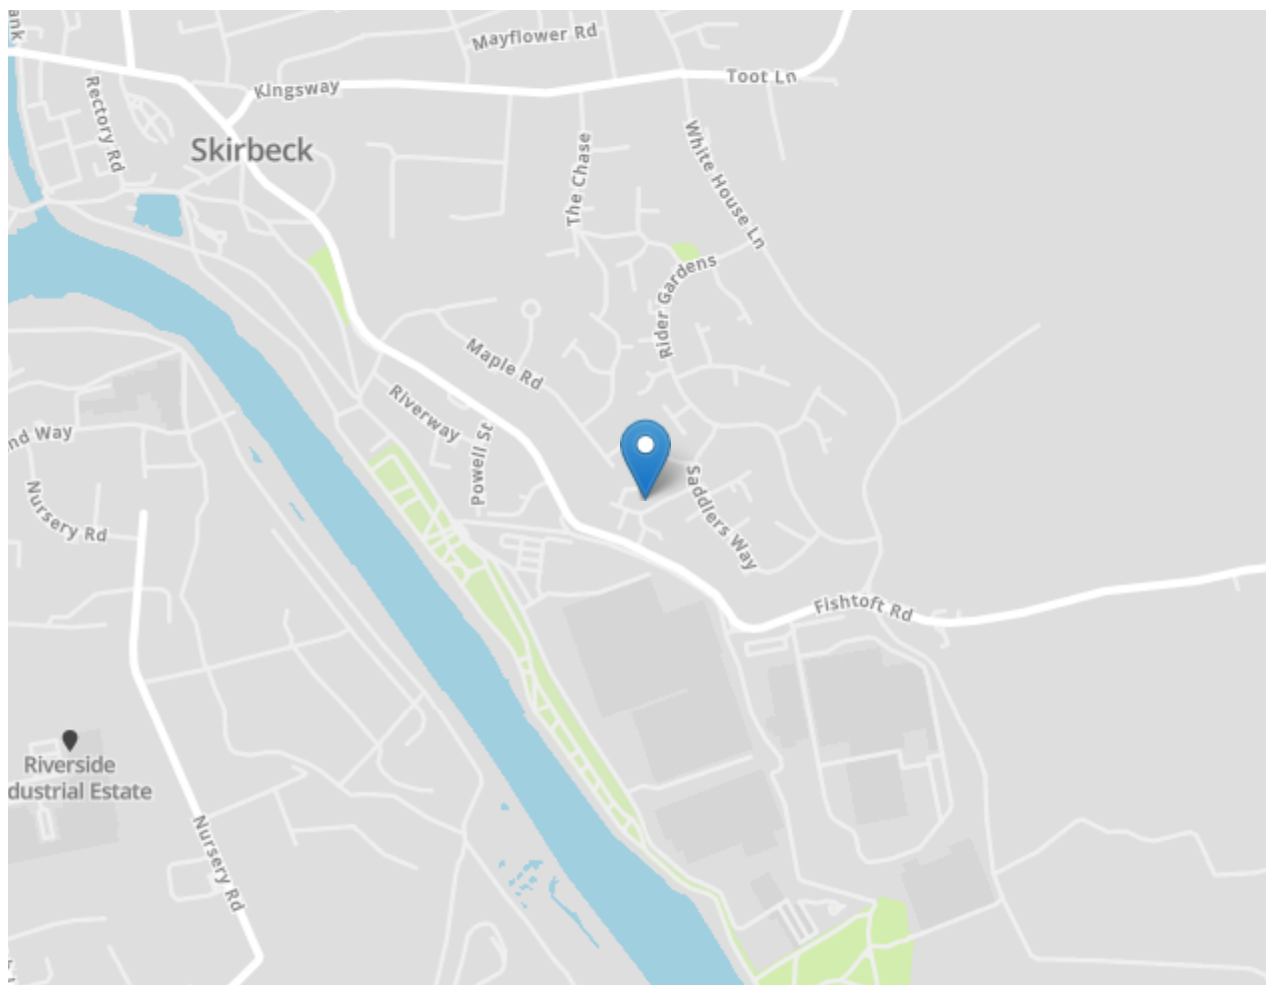 ank
Mayflower Rd
Toot Ln
Kingsway
Rectory Rd
Skirbeck
The Chase
White House Ln
Rider Gardens
Maple Rd
Riverway
Powell St
nd Way
Nursery Rd
Saddlers Way
Fishtoft Rd
Riverside
dustrial Estate
Nursery Rd